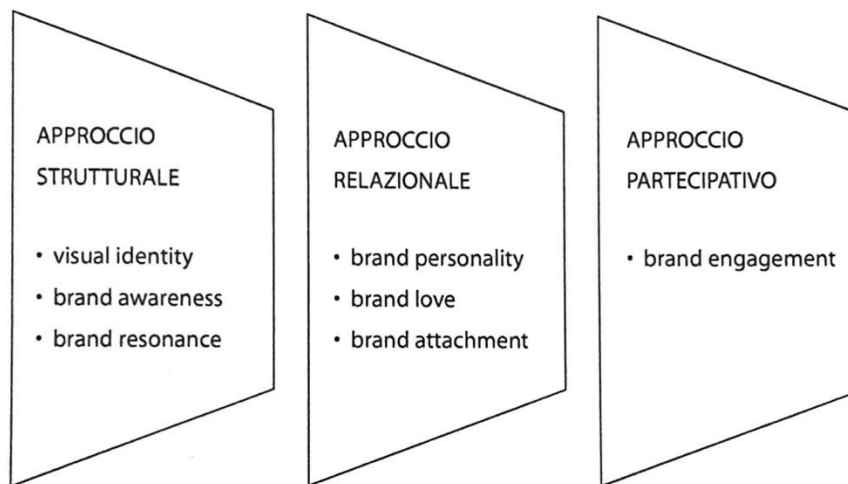 APPROCCIO
STRUTTURALE
• visual identity
• brand awareness
• brand resonance
APPROCCIO
RELAZIONALE
• brand personality
• brand love
• brand attachment
APPROCCIO
PARTECIPATIVO
• brand engagement